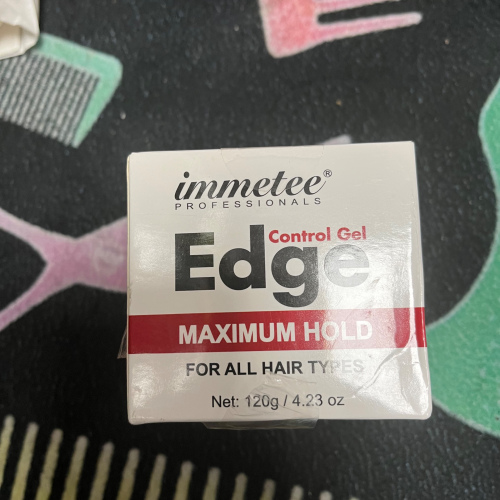 immetee®
PROFESSIONALS
Control Gel
Edge
MAXIMUM HOLD
FOR ALL HAIR TYPES
Net: 120g / 4.23 oz